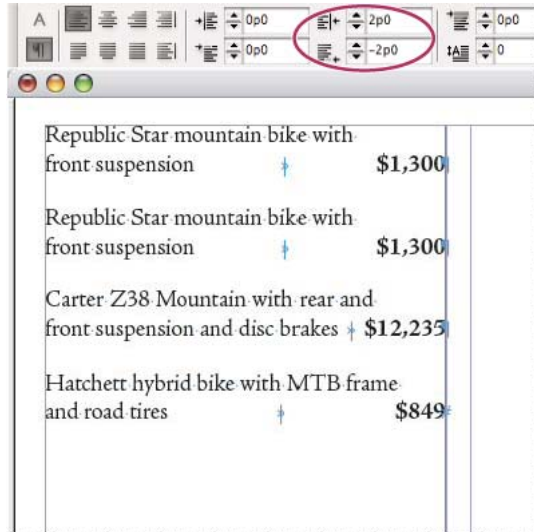 A 0p0 2p0 0p0
¶ 0p0 -2p0 0
Republic Star mountain bike with
front suspension $1,300
Republic Star mountain bike with
front suspension $1,300
Carter Z38 Mountain with rear and
front suspension and disc brakes $12,235
Hatchett hybrid bike with MTB frame
and road tires $849